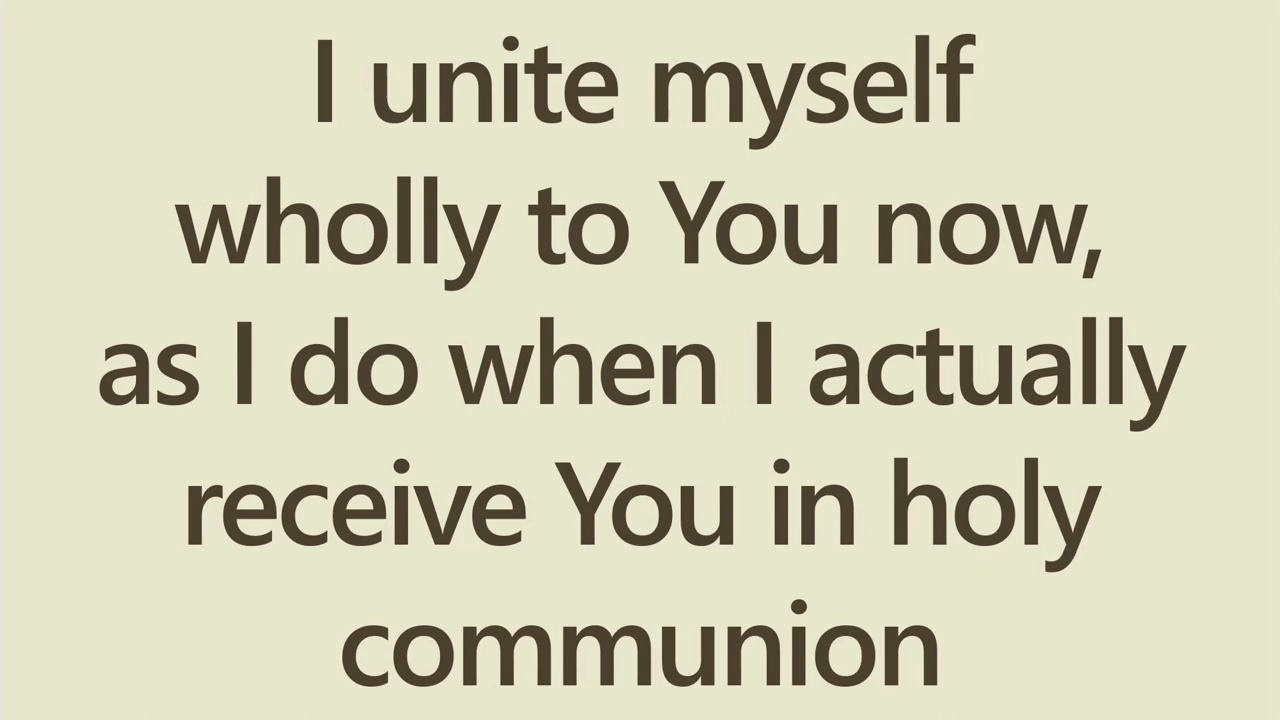 I unite myself
wholly to You now,
as I do when I actually
receive You in holy
communion